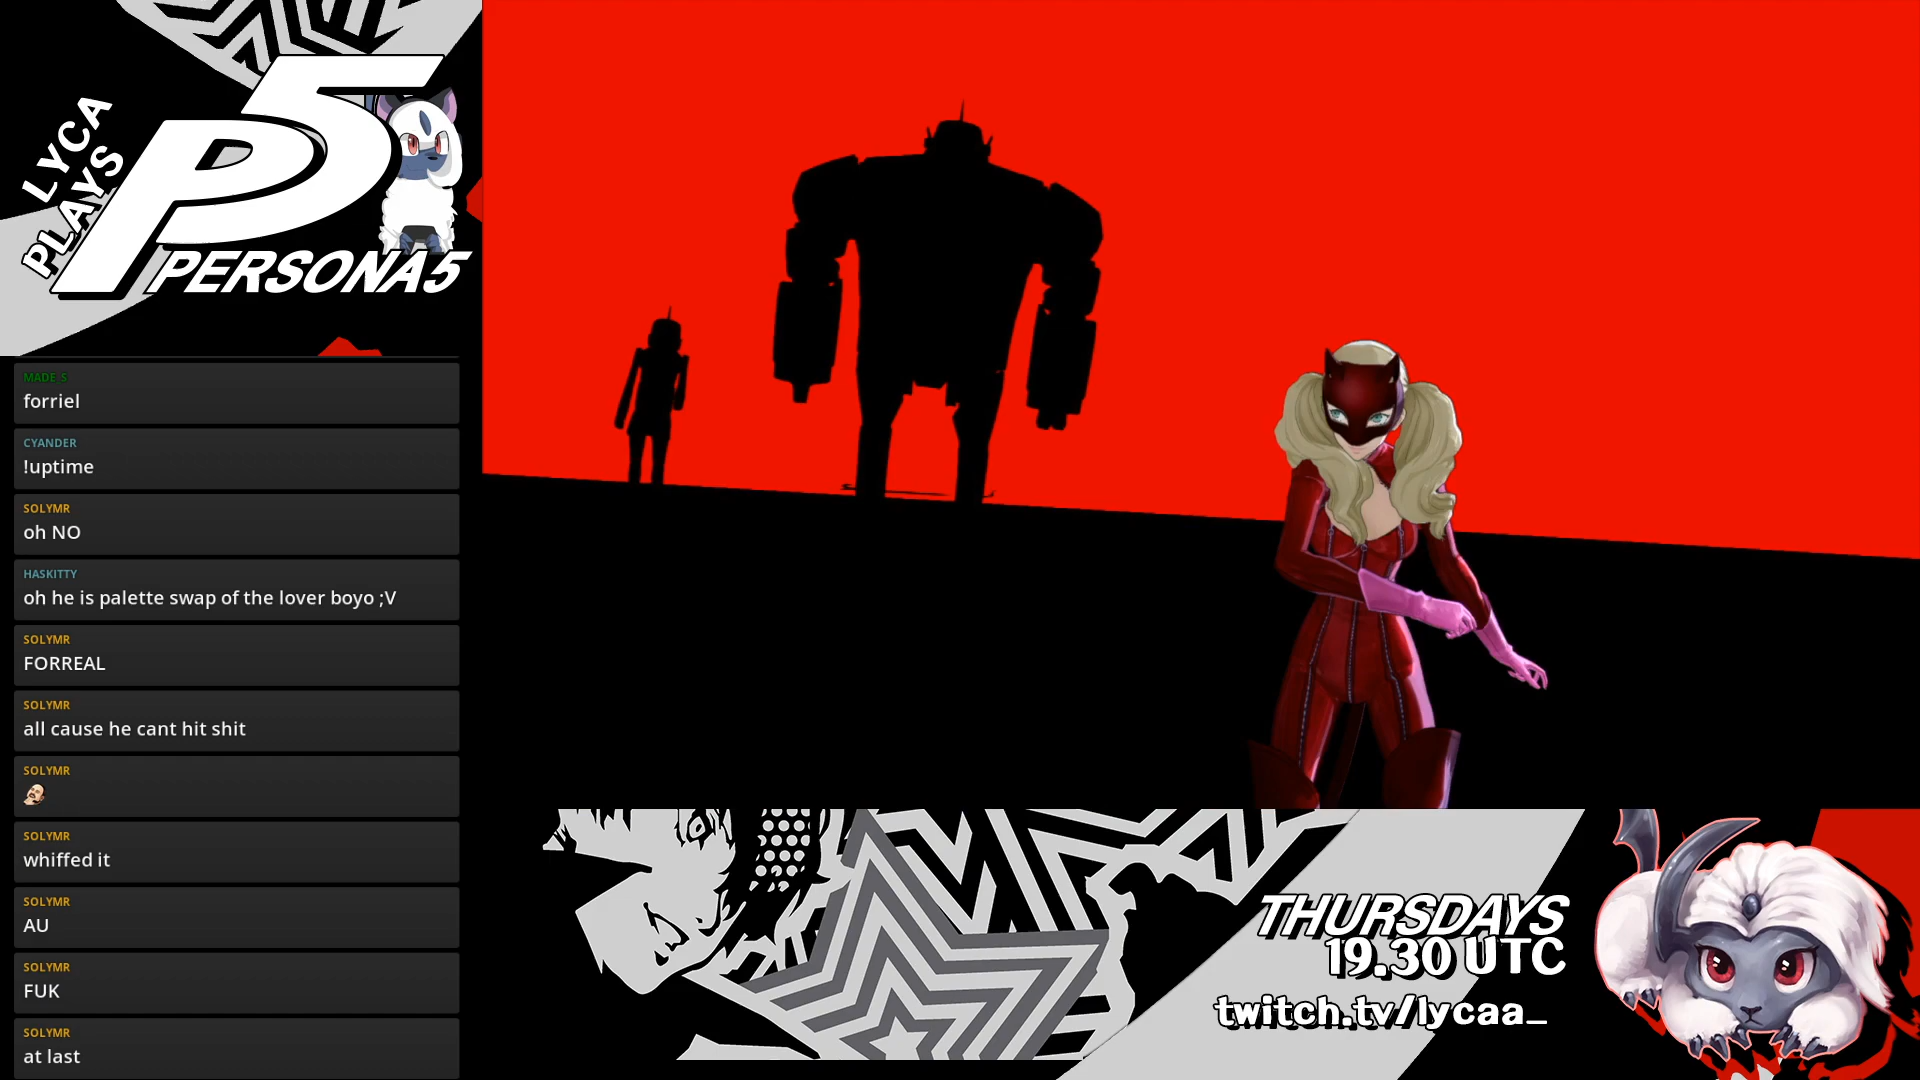 LYCA
PLAYS
P5
PERSONA5
MADE_S
forriel
CYANDER
!uptime
SOLYMR
oh NO
HASKITTY
oh he is palette swap of the lover boyo ;V
SOLYMR
FORREAL
SOLYMR
all cause he cant hit shit
SOLYMR
SOLYMR
whiffed it
SOLYMR
AU
SOLYMR
FUK
SOLYMR
at last
THURSDAYS
19.30 UTC
twitch.tv/lycaa_